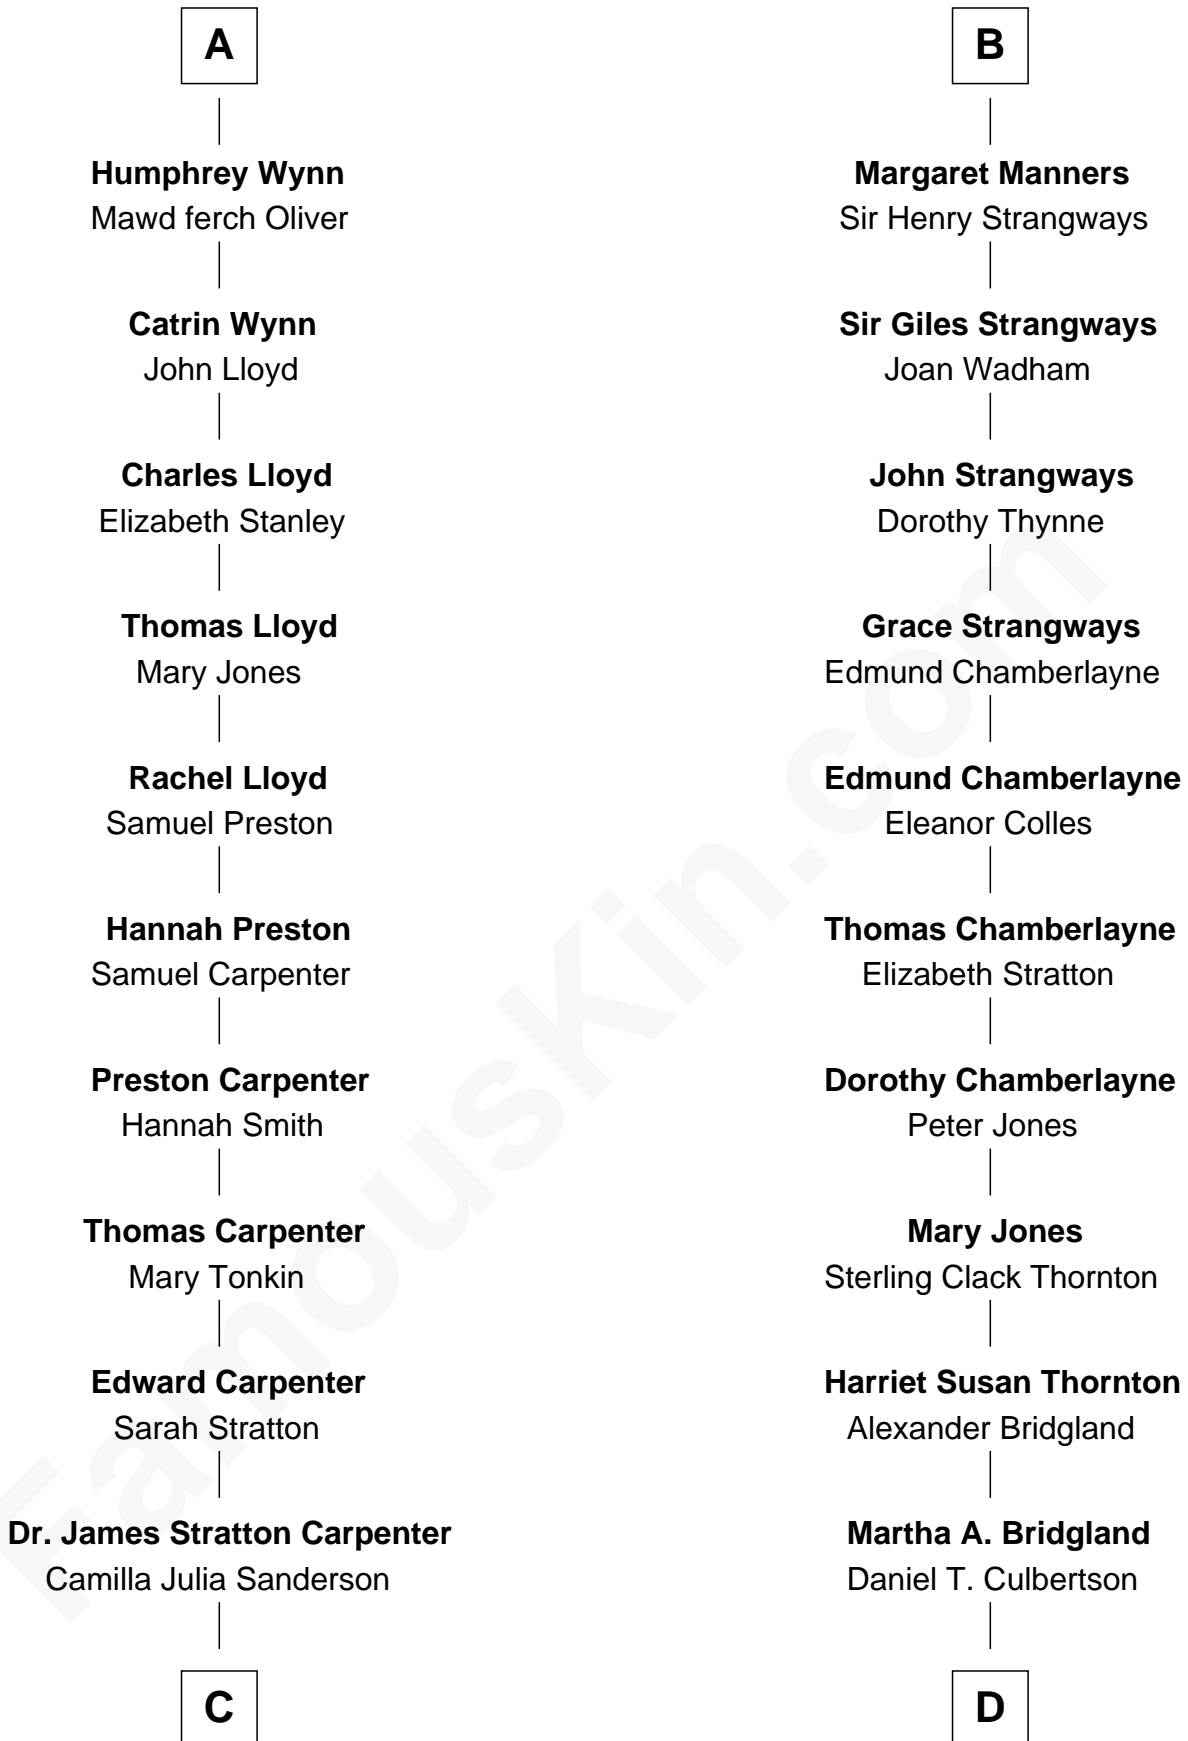 A
Humphrey Wynn
Mawd ferch Oliver
Catrin Wynn
John Lloyd
Charles Lloyd
Elizabeth Stanley
Thomas Lloyd
Mary Jones
Rachel Lloyd
Samuel Preston
Hannah Preston
Samuel Carpenter
Preston Carpenter
Hannah Smith
Thomas Carpenter
Mary Tonkin
Edward Carpenter
Sarah Stratton
Dr. James Stratton Carpenter
Camilla Julia Sanderson
C
B
Margaret Manners
Sir Henry Strangways
Sir Giles Strangways
Joan Wadham
John Strangways
Dorothy Thynne
Grace Strangways
Edmund Chamberlayne
Edmund Chamberlayne
Eleanor Colles
Thomas Chamberlayne
Elizabeth Stratton
Dorothy Chamberlayne
Peter Jones
Mary Jones
Sterling Clack Thornton
Harriet Susan Thornton
Alexander Bridgland
Martha A. Bridgland
Daniel T. Culbertson
D
FamousKin.com